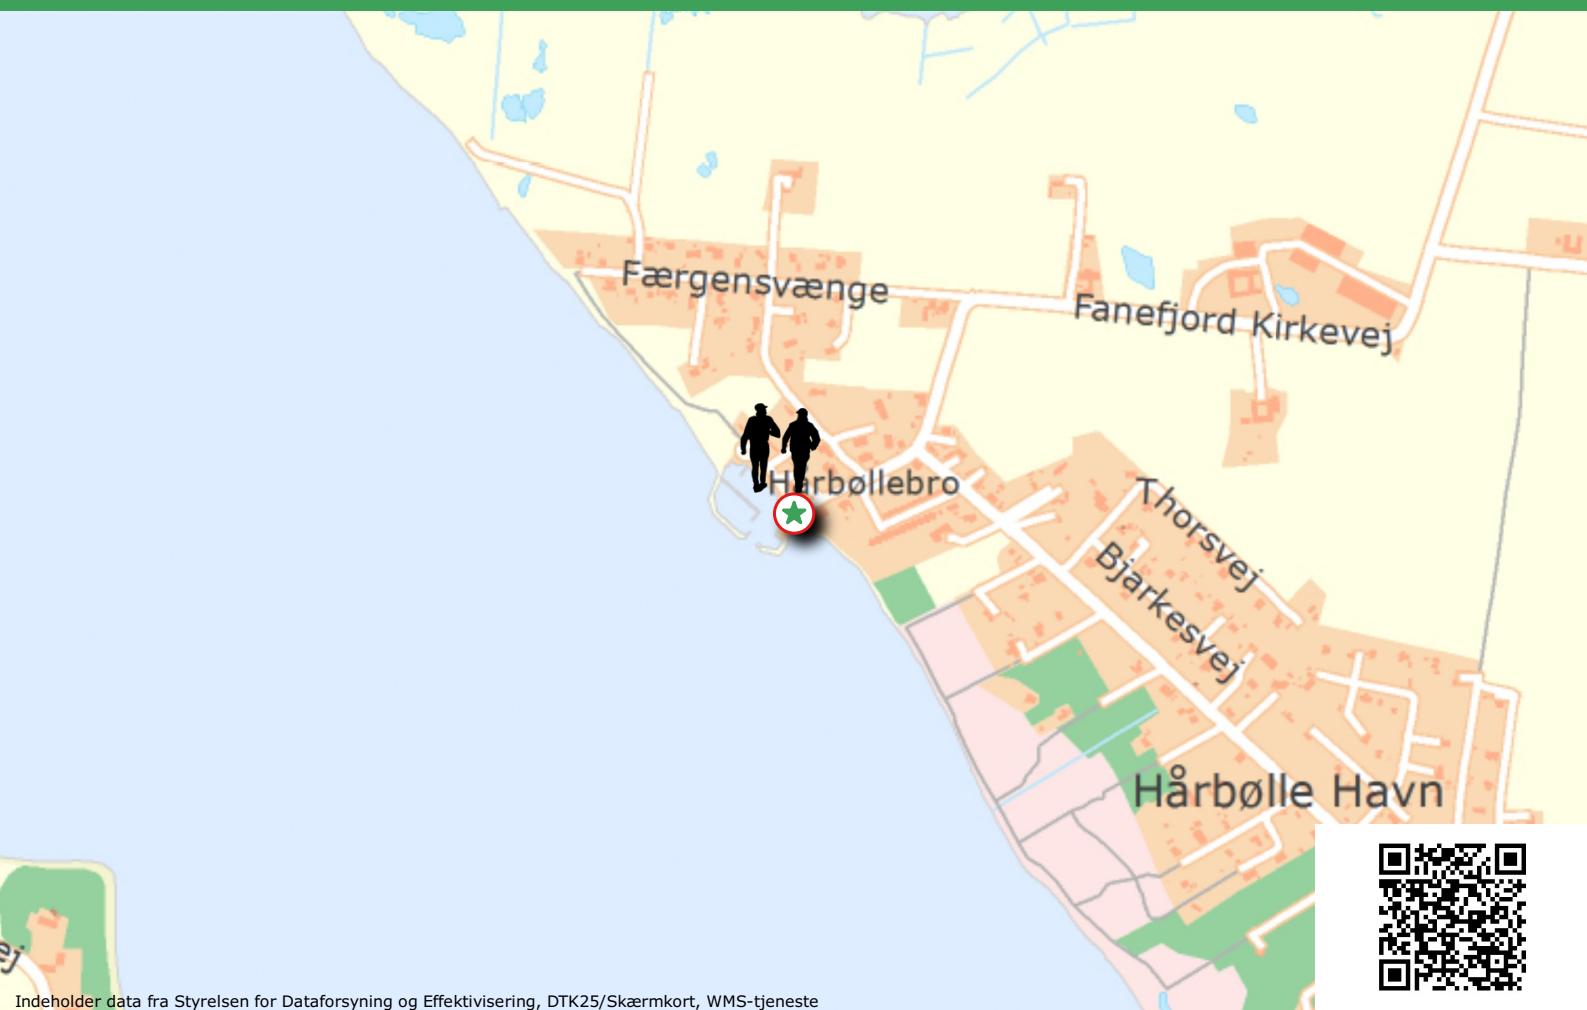 Færgensvænge
Fanefjord Kirkevej
Hårbøllebro
Thorsvej
Bjarkesvej
Hårbølle Havn
ej
Indeholder data fra Styrelsen for Dataforsyning og Effektivisering, DTK25/Skærmkort, WMS-tjeneste